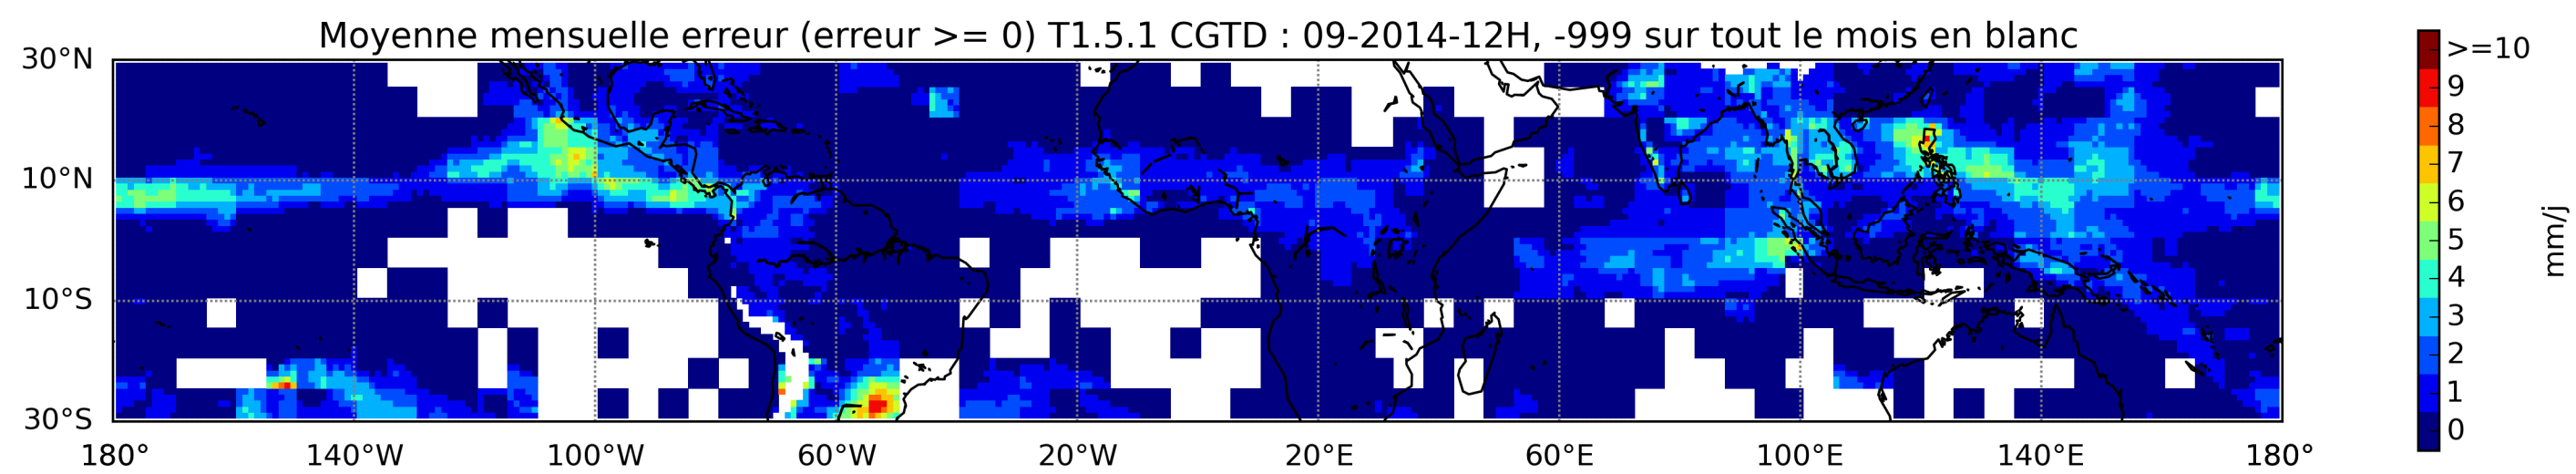 Moyenne mensuelle erreur (erreur >= 0) T1.5.1 CGTD : 09-2014-12H, -999 sur tout le mois en blanc
30°N
10°N
10°S
30°S
180°
140°W
100°W
60°W
20°W
20°E
60°E
100°E
140°E
180°
>=10
9
8
7
6
5
4
3
2
1
0
mm/j